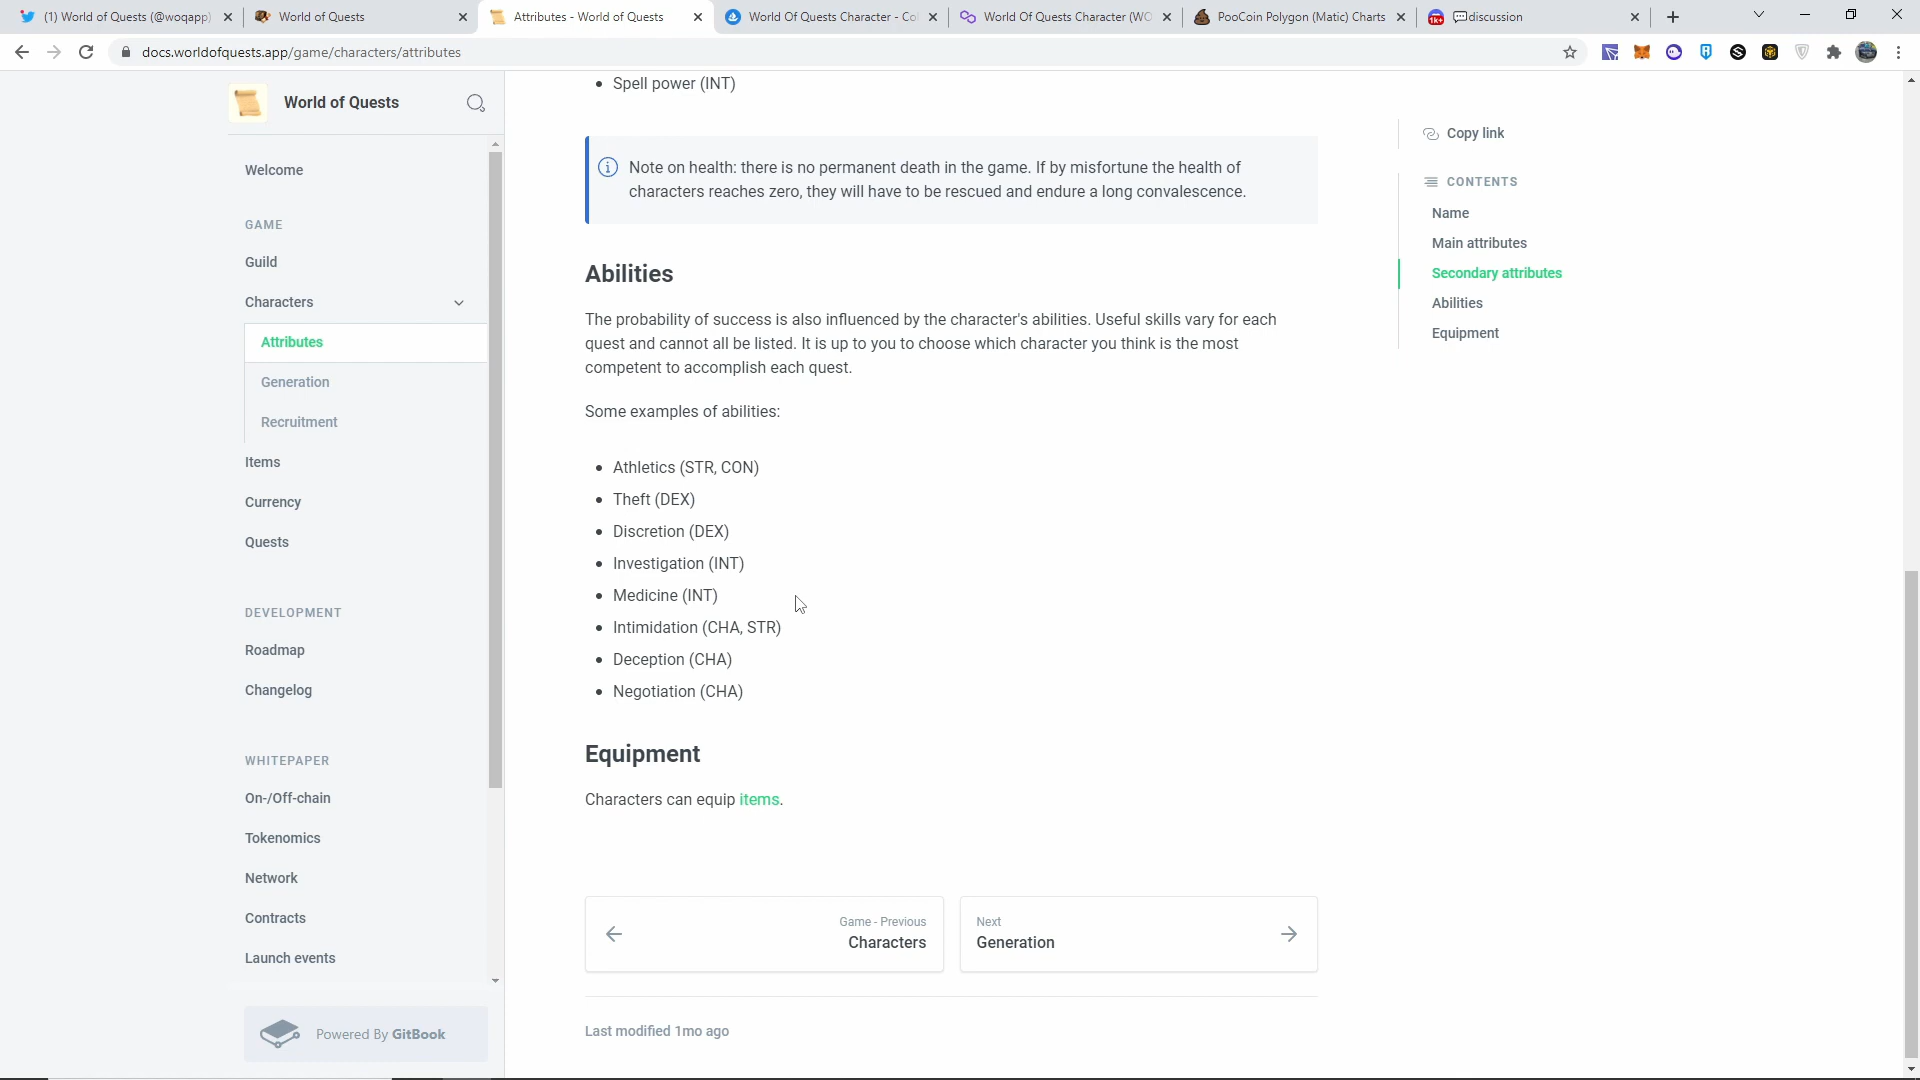 (1) World of Quests (@woqapp)
World of Quests
Attributes - World of Quests
World Of Quests Character - Co
World Of Quests Character (WO
PooCoin Polygon (Matic) Charts
1k+
discussion
docs.worldofquests.app/game/characters/attributes
World of Quests
Welcome
GAME
Guild
Characters
Attributes
Generation
Recruitment
Items
Currency
Quests
DEVELOPMENT
Roadmap
Changelog
WHITEPAPER
On-/Off-chain
Tokenomics
Network
Contracts
Launch events
Powered By GitBook
• Spell power (INT)
Note on health: there is no permanent death in the game. If by misfortune the health of
characters reaches zero, they will have to be rescued and endure a long convalescence.
Abilities
The probability of success is also influenced by the character's abilities. Useful skills vary for each
quest and cannot all be listed. It is up to you to choose which character you think is the most
competent to accomplish each quest.
Some examples of abilities:
• Athletics (STR, CON)
• Theft (DEX)
• Discretion (DEX)
• Investigation (INT)
• Medicine (INT)
• Intimidation (CHA, STR)
• Deception (CHA)
• Negotiation (CHA)
Equipment
Characters can equip items.
Game - Previous
Characters
Next
Generation
Last modified 1mo ago
Copy link
CONTENTS
Name
Main attributes
Secondary attributes
Abilities
Equipment